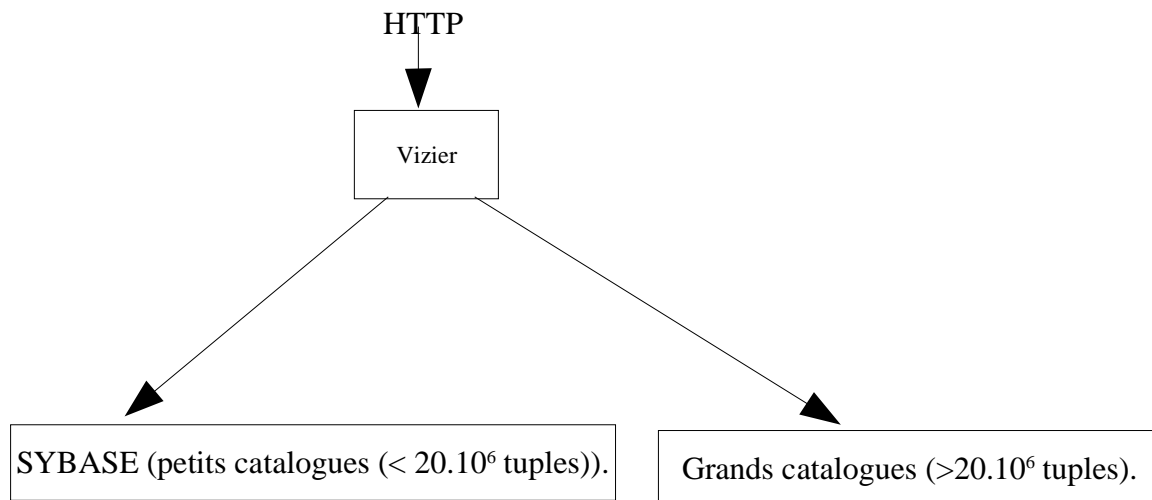 HTTP
Vizier
SYBASE (petits catalogues (< 20.10⁶ tuples)).
Grands catalogues (>20.10⁶ tuples).